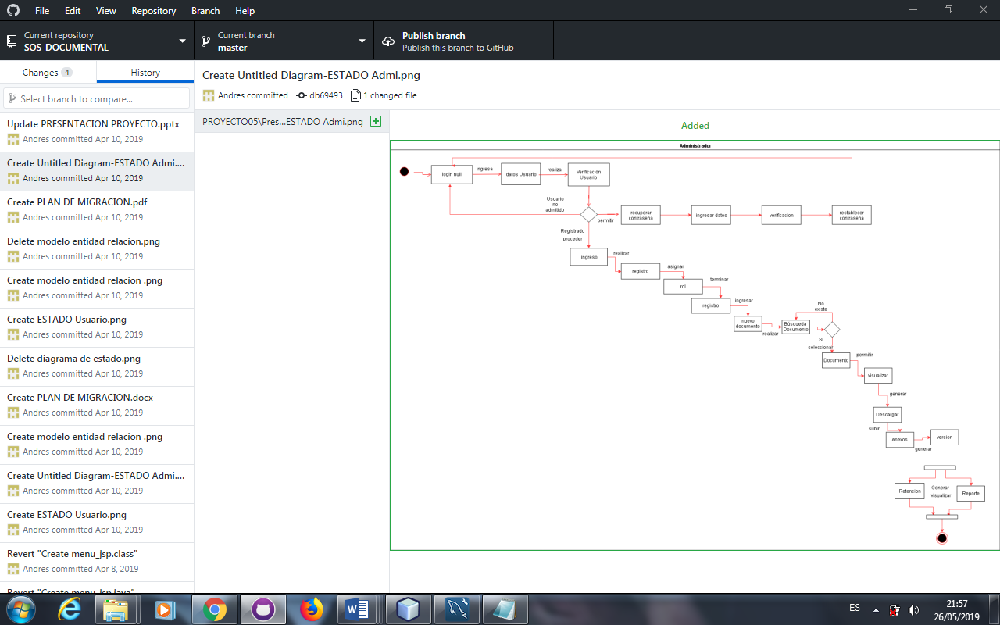 File Edit View Repository Branch Help
Current repository
SOS_DOCUMENTAL
Current branch
master
Publish branch
Publish this branch to GitHub
Changes 4
History
Select branch to compare...
Update PRESENTACION PROYECTO.pptx
Andres committed Apr 10, 2019
Create Untitled Diagram-ESTADO Admi....
Andres committed Apr 10, 2019
Create PLAN DE MIGRACION.pdf
Andres committed Apr 10, 2019
Delete modelo entidad relacion.png
Andres committed Apr 10, 2019
Create modelo entidad relacion .png
Andres committed Apr 10, 2019
Create ESTADO Usuario.png
Andres committed Apr 10, 2019
Delete diagrama de estado.png
Andres committed Apr 10, 2019
Create PLAN DE MIGRACION.docx
Andres committed Apr 10, 2019
Create modelo entidad relacion .png
Andres committed Apr 10, 2019
Create Untitled Diagram-ESTADO Admi....
Andres committed Apr 10, 2019
Create ESTADO Usuario.png
Andres committed Apr 10, 2019
Revert "Create menu_jsp.class"
Andres committed Apr 8, 2019
Revert "Create menu_jsp.java"
Create Untitled Diagram-ESTADO Admi.png
Andres committed db69493 1 changed file
PROYECTO05\Pres...ESTADO Admi.png
Added
Administrador
login null
ingresa
datos Usuario
realiza
Verificación
Usuario
Usuario
no
admitido
permitir
recuperar
contraseña
ingresar datos
verificacion
restablecer
contraseña
Registrado
proceder
ingreso
realizar
registro
asignar
rol
terminar
registro
ingresar
nuevo
documento
realizar
Búsqueda
Documento
No
existe
Si
seleccionar
Documento
permitir
visualizar
generar
Descargar
subir
Anexos
generar
version
Retencion
Generar
visualizar
Reporte
ES
21:57
26/05/2019